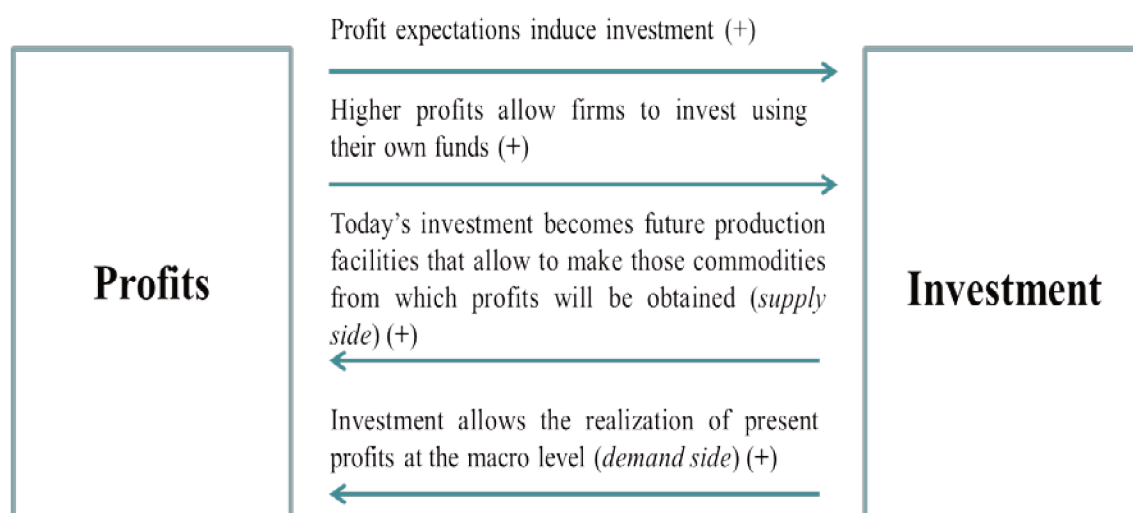 Profit expectations induce investment (+)
Higher profits allow firms to invest using
their own funds (+)
Today's investment becomes future production
facilities that allow to make those commodities
from which profits will be obtained (supply
side) (+)
Investment allows the realization of present
profits at the macro level (demand side) (+)
Profits
Investment